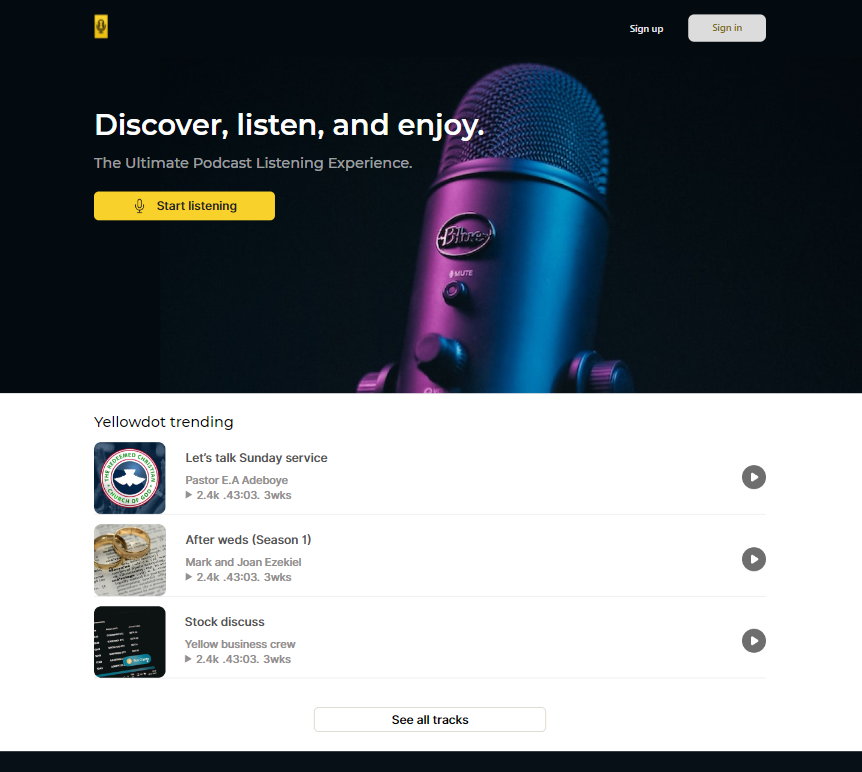 Sign up
Sign in
Discover, listen, and enjoy.
The Ultimate Podcast Listening Experience.
Start listening
Blue
MUTE
Yellowdot trending
THE REDEEMED CHRISTIAN
CHURCH OF GOD
Let's talk Sunday service
Pastor E.A Adeboye
2.4k .43:03. 3wks
After weds (Season 1)
Mark and Joan Ezekiel
2.4k .43:03. 3wks
Stock discuss
Yellow business crew
2.4k .43:03. 3wks
See all tracks